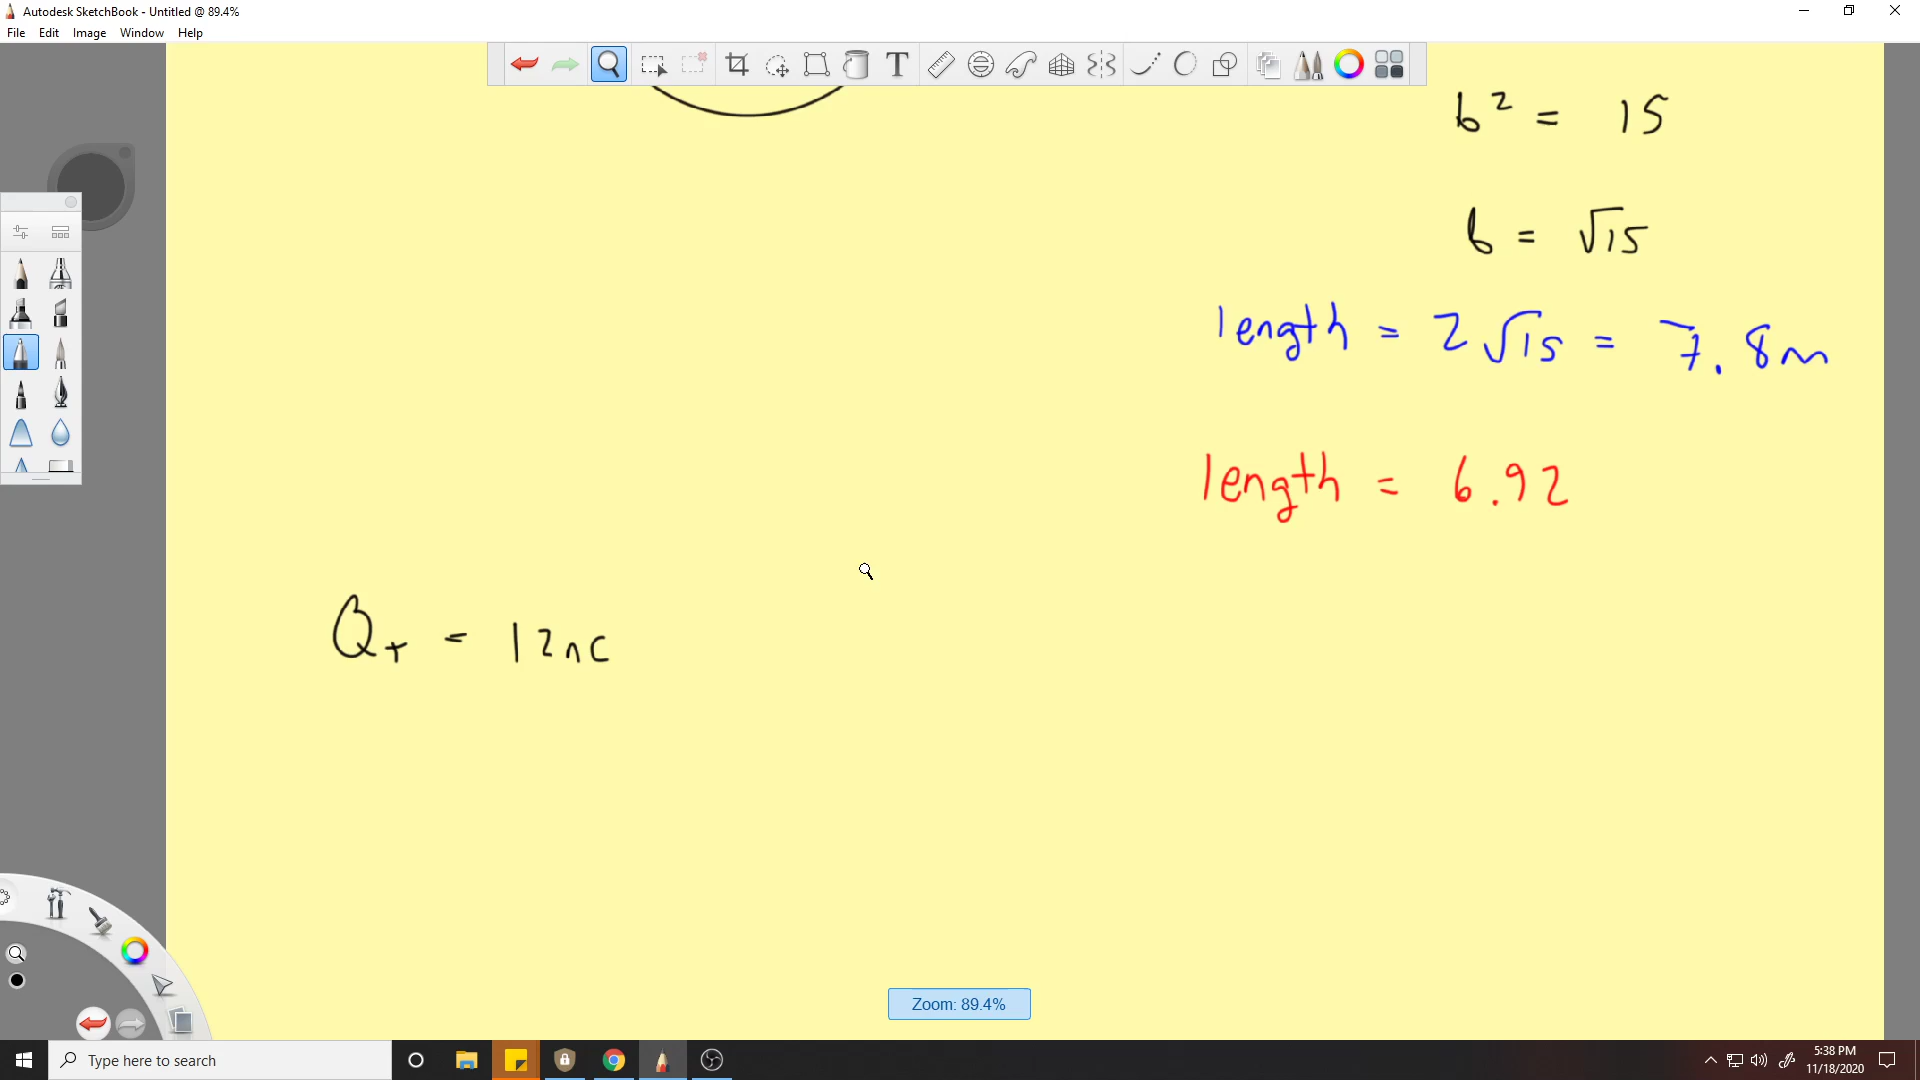 Autodesk SketchBook - Untitled @ 89.4%
File Edit Image Window Help
b² = 15
b = √15
length = 2 √15 = 7.8m
length = 6.92
Q_T = 12nC
Zoom: 89.4%
Type here to search
5:38 PM
11/18/2020